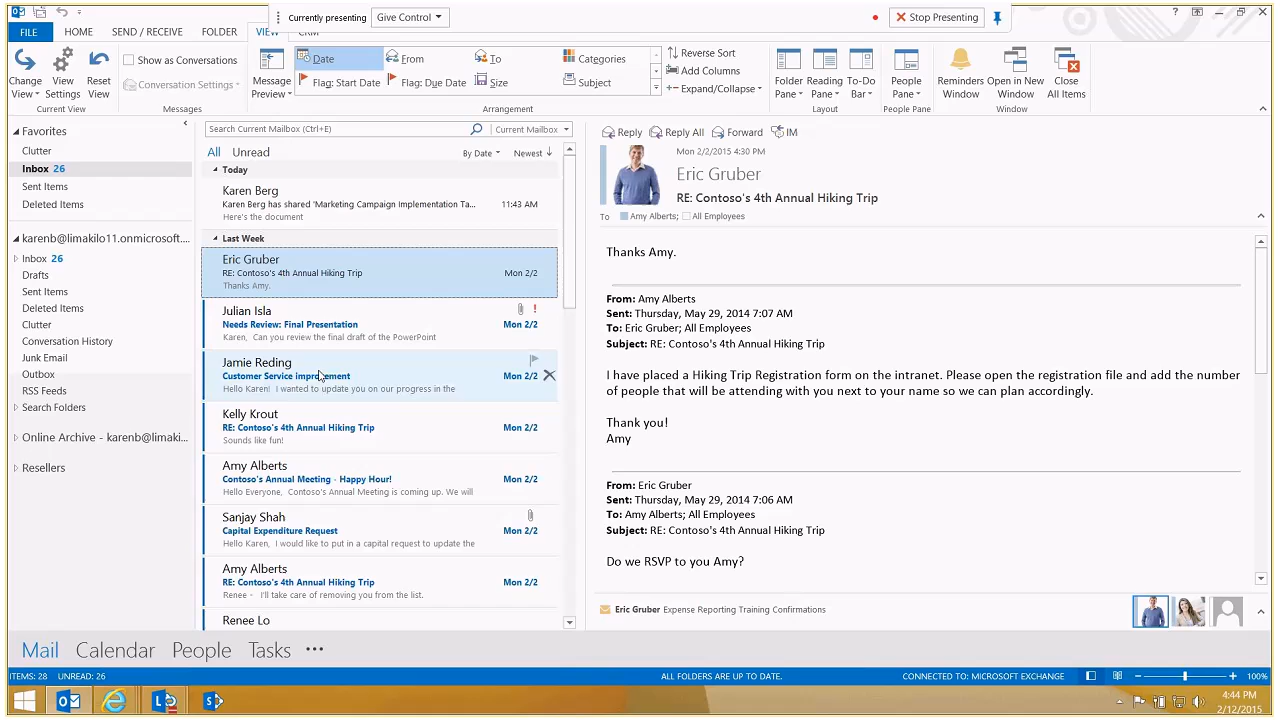 Currently presenting
Give Control
Stop Presenting
?
FILE
HOME
SEND / RECEIVE
FOLDER
VIEW
CRM
Change View
View Settings
Reset View
Current View
Show as Conversations
Conversation Settings
Messages
Message Preview
Date
From
To
Categories
Flag: Start Date
Flag: Due Date
Size
Subject
Arrangement
Reverse Sort
Add Columns
Expand/Collapse
Folder Pane
Reading Pane
To-Do Bar
Layout
People Pane
People Pane
Reminders Window
Open in New Window
Close All Items
Window
Favorites
Clutter
Inbox 26
Sent Items
Deleted Items
karenb@limakilo11.onmicrosoft....
Inbox 26
Drafts
Sent Items
Deleted Items
Clutter
Conversation History
Junk Email
Outbox
RSS Feeds
Search Folders
Online Archive - karenb@limaki...
Resellers
Search Current Mailbox (Ctrl+E)
Current Mailbox
All Unread
By Date
Newest
Today
Karen Berg
Karen Berg has shared 'Marketing Campaign Implementation Ta... 11:43 AM
Here's the document
Last Week
Eric Gruber
RE: Contoso's 4th Annual Hiking Trip Mon 2/2
Thanks Amy.
Julian Isla !
Needs Review: Final Presentation Mon 2/2
Karen, Can you review the final draft of the PowerPoint
Jamie Reding
Customer Service improvement Mon 2/2
Hello Karen! I wanted to update you on our progress in the
Kelly Krout
RE: Contoso's 4th Annual Hiking Trip Mon 2/2
Sounds like fun!
Amy Alberts
Contoso's Annual Meeting - Happy Hour! Mon 2/2
Hello Everyone, Contoso's Annual Meeting is coming up. We will
Sanjay Shah
Capital Expenditure Request Mon 2/2
Hello Karen, I would like to put in a capital request to update the
Amy Alberts
RE: Contoso's 4th Annual Hiking Trip Mon 2/2
Renee - I'll take care of removing you from the list.
Renee Lo
Reply
Reply All
Forward
IM
Mon 2/2/2015 4:30 PM
Eric Gruber
RE: Contoso's 4th Annual Hiking Trip
To Amy Alberts; All Employees
Thanks Amy.
From: Amy Alberts
Sent: Thursday, May 29, 2014 7:07 AM
To: Eric Gruber; All Employees
Subject: RE: Contoso's 4th Annual Hiking Trip
I have placed a Hiking Trip Registration form on the intranet. Please open the registration file and add the number
of people that will be attending with you next to your name so we can plan accordingly.
Thank you!
Amy
From: Eric Gruber
Sent: Thursday, May 29, 2014 7:06 AM
To: Amy Alberts; All Employees
Subject: RE: Contoso's 4th Annual Hiking Trip
Do we RSVP to you Amy?
Eric Gruber Expense Reporting Training Confirmations
Mail Calendar People Tasks ...
ITEMS: 28 UNREAD: 26
ALL FOLDERS ARE UP TO DATE.
CONNECTED TO: MICROSOFT EXCHANGE
100%
4:44 PM
2/12/2015